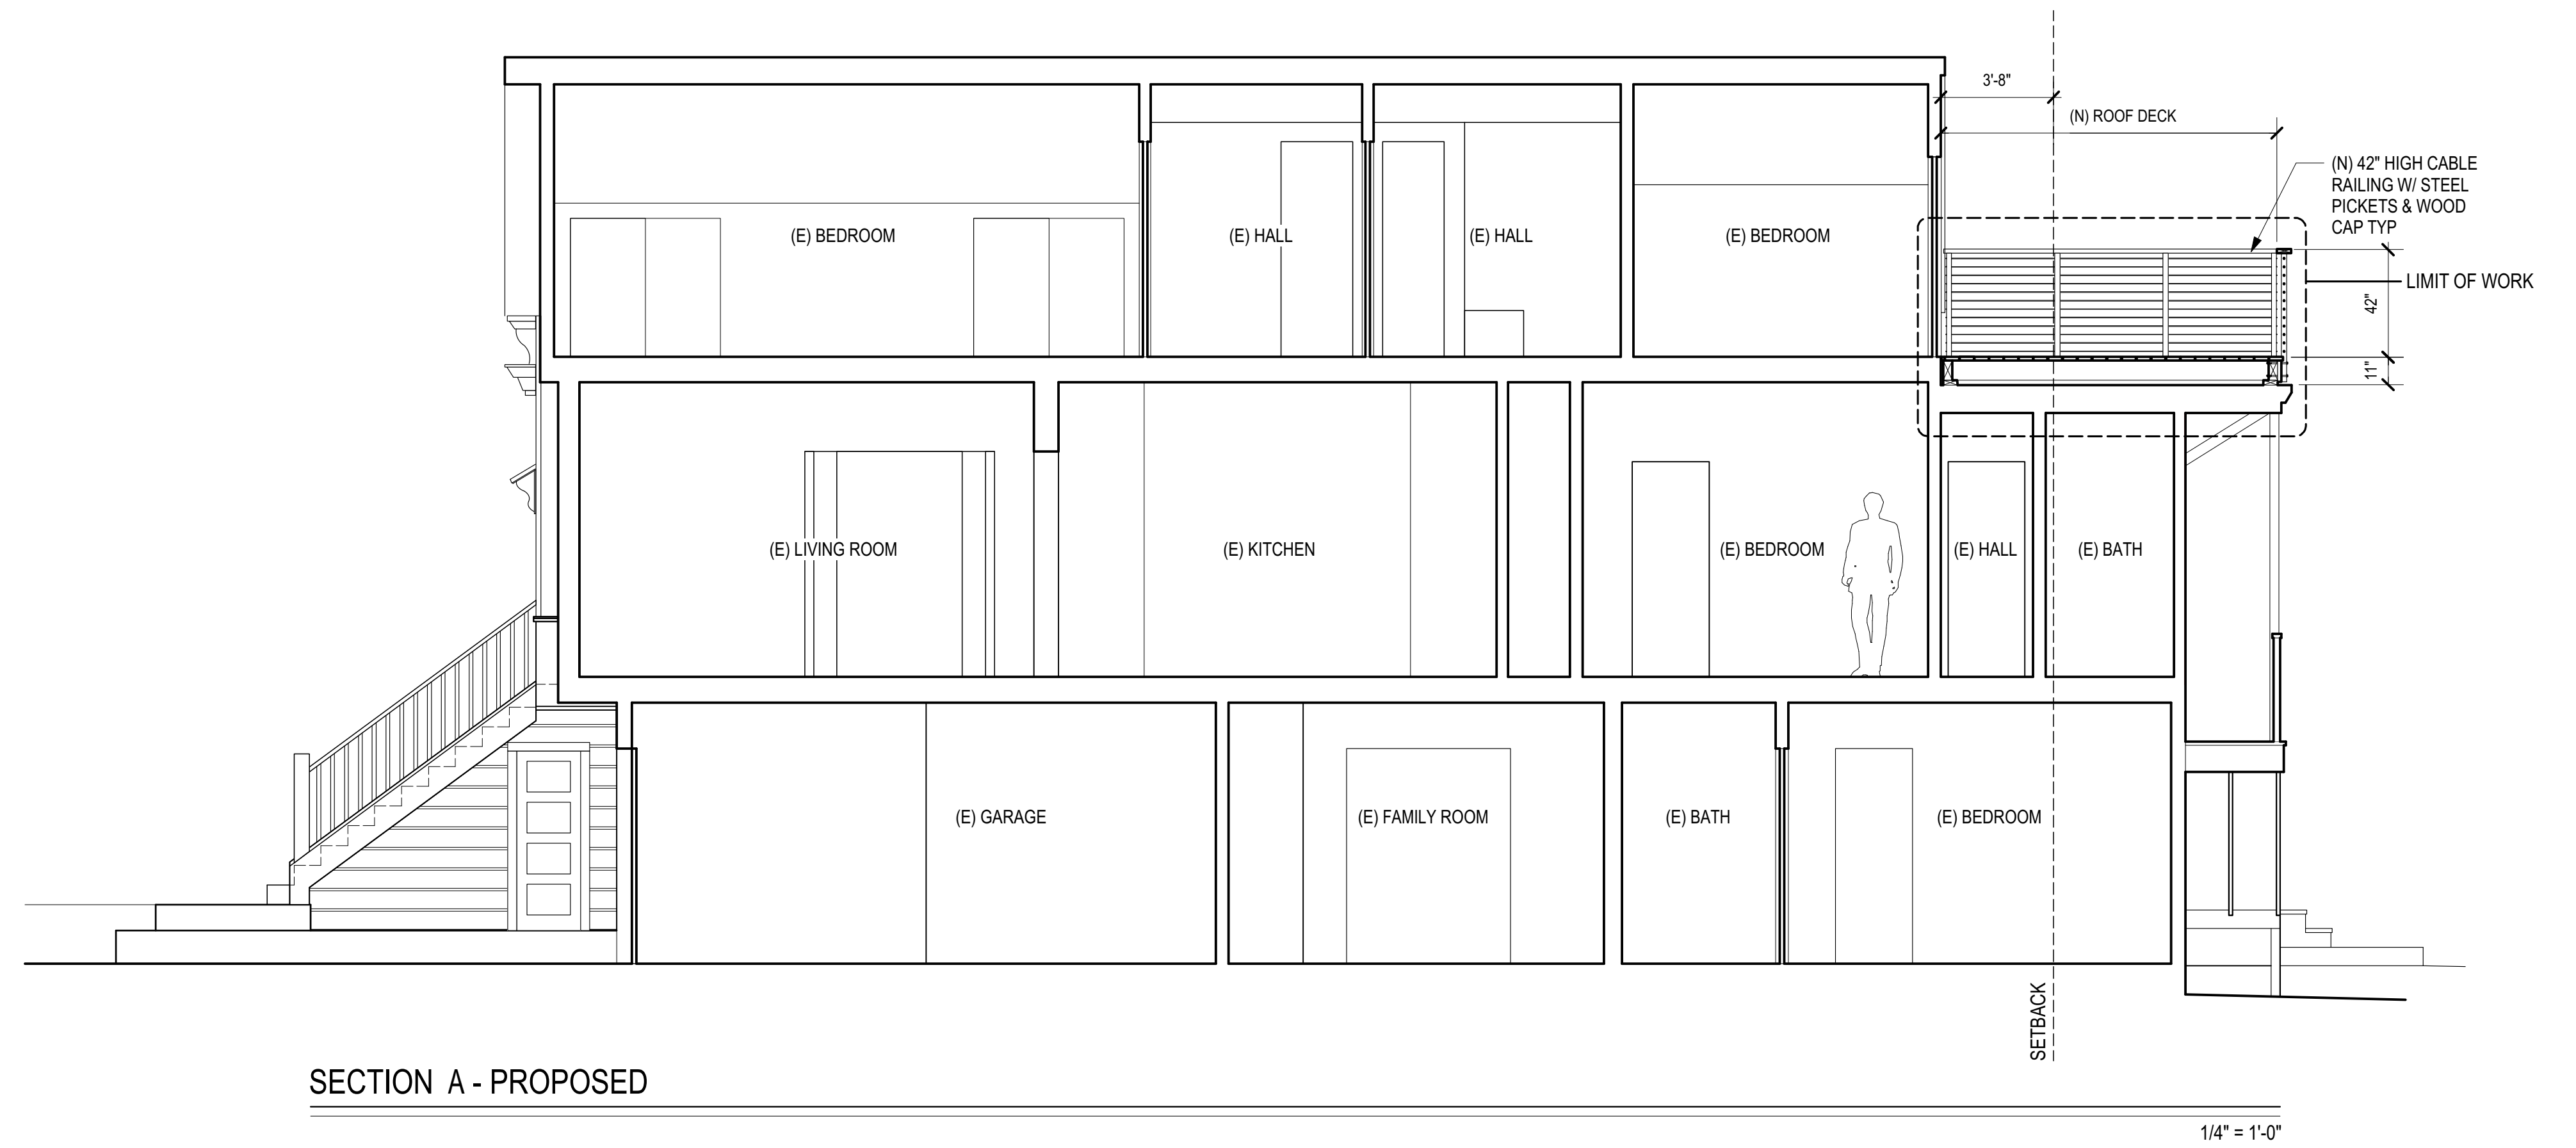 3'-8"
(N) ROOF DECK
(N) 42" HIGH CABLE
RAILING W/ STEEL
PICKETS & WOOD
CAP TYP
(E) BEDROOM
(E) HALL
(E) HALL
(E) BEDROOM
LIMIT OF WORK
42"
11"
(E) LIVING ROOM
(E) KITCHEN
(E) BEDROOM
(E) HALL
(E) BATH
(E) GARAGE
(E) FAMILY ROOM
(E) BATH
(E) BEDROOM
SETBACK
SECTION A - PROPOSED
1/4" = 1'-0"